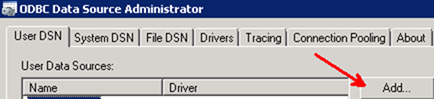 ODBC Data Source Administrator
User DSN System DSN File DSN Drivers Tracing Connection Pooling About
User Data Sources:
Name Driver Add...